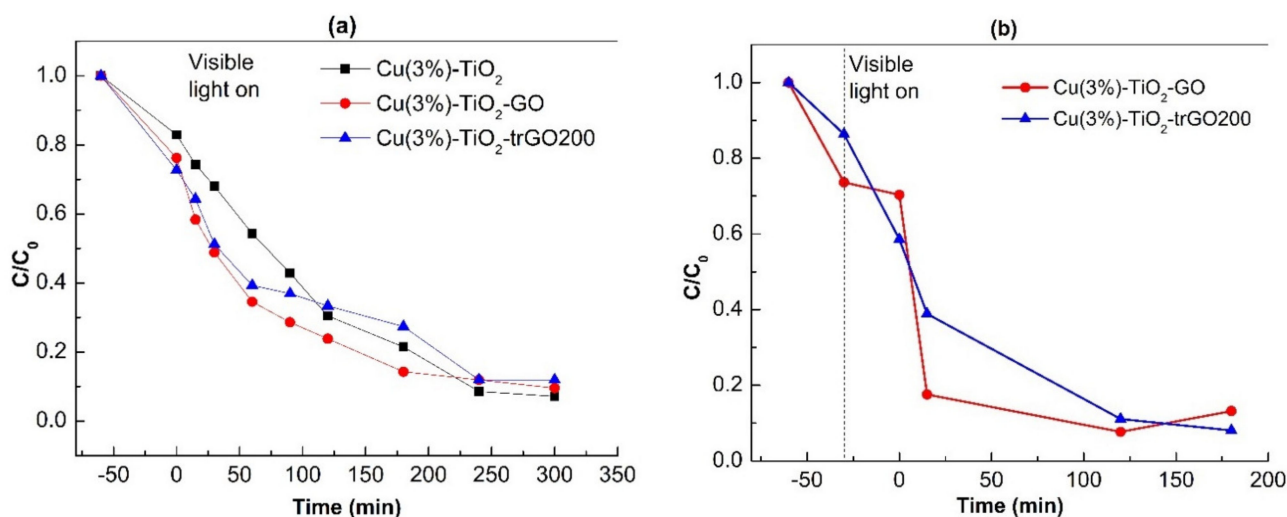 (a)
Visible
light on
Cu(3%)-TiO₂
Cu(3%)-TiO₂-GO
Cu(3%)-TiO₂-trGO200
C/C₀
1.0
0.8
0.6
0.4
0.2
0.0
-50 0 50 100 150 200 250 300 350
Time (min)
(b)
Visible
light on
Cu(3%)-TiO₂-GO
Cu(3%)-TiO₂-trGO200
C/C₀
1.0
0.8
0.6
0.4
0.2
0.0
-50 0 50 100 150 200
Time (min)